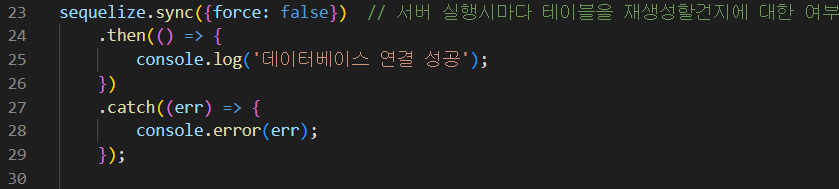 23 sequelize.sync({force: false})  // 서버 실행시마다 테이블을 재생성할건지에 대한 여부
24     .then(() => {
25         console.log('데이터베이스 연결 성공');
26     })
27     .catch((err) => {
28         console.error(err);
29     });
30